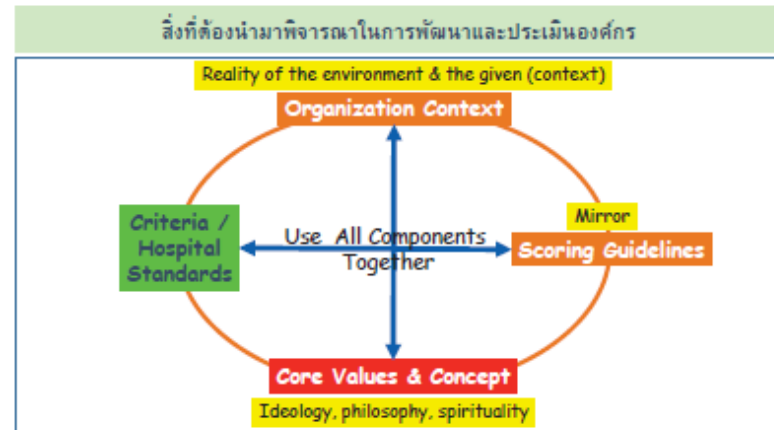 สิ่งที่ต้องนำมาพิจารณาในการพัฒนาและประเมินองค์กร
Reality of the environment & the given (context)
Organization Context
Criteria /
Hospital
Standards
Use All Components
Together
Mirror
Scoring Guidelines
Core Values & Concept
Ideology, philosophy, spirituality